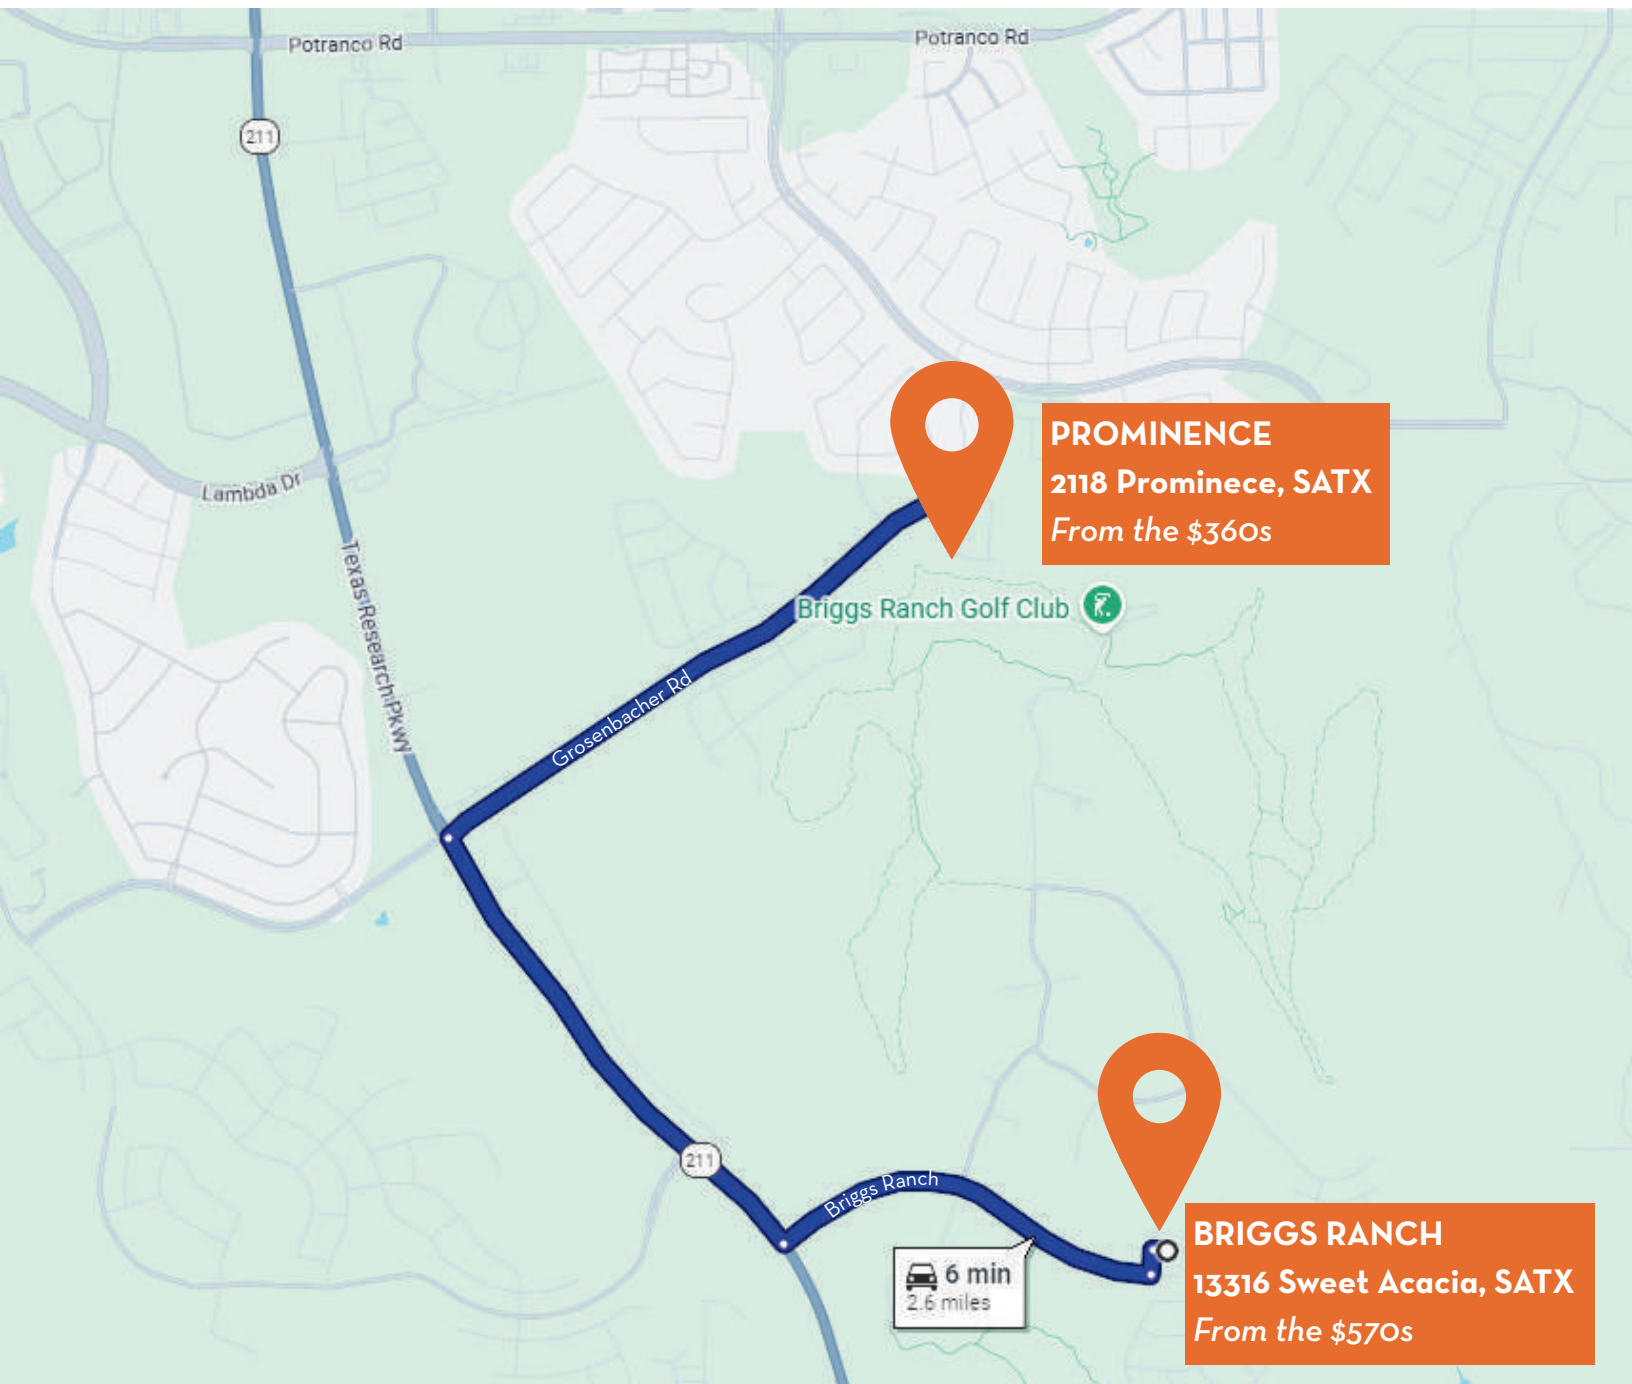 Potranco Rd
Potranco Rd
211
Lambda Dr
Texas Research Pkwy
PROMINENCE
2118 Prominece, SATX
From the $360s
Briggs Ranch Golf Club
Grosenbacher Rd
211
Briggs Ranch
6 min
2.6 miles
BRIGGS RANCH
13316 Sweet Acacia, SATX
From the $570s